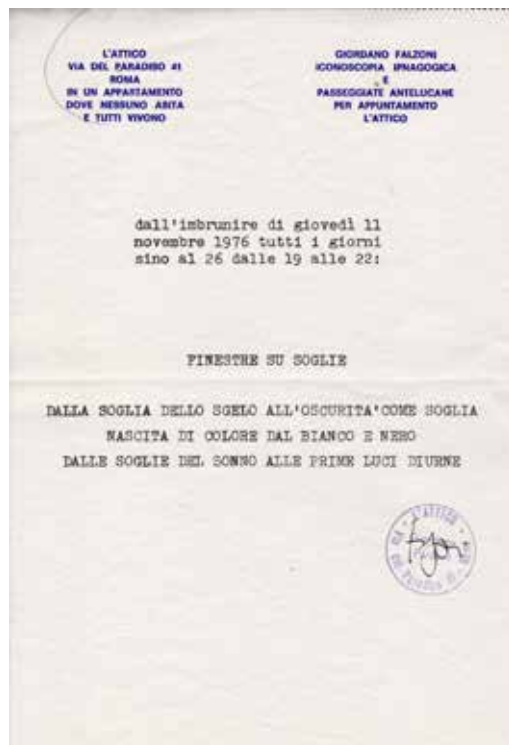 L'ATTICO
VIA DEL PARADISO 41
ROMA
IN UN APPARTAMENTO
DOVE NESSUNO ABITA
E TUTTI VIVONO
GIORDANO FALZONI
ICONOSCOPIA IPNAGOGICA
E
PASSEGGIATE ANTELUCANE
PER APPUNTAMENTO
L'ATTICO
dall'imbrunire di giovedì 11
novembre 1976 tutti i giorni
sino al 26 dalle 19 alle 22:
FINESTRE SU SOGLIE
DALLA SOGLIA DELLO SGELO ALL'OSCURITA'COME SOGLIA
NASCITA DI COLORE DAL BIANCO E NERO
DALLE SOGLIE DEL SONNO ALLE PRIME LUCI DIURNE
L'ATTICO